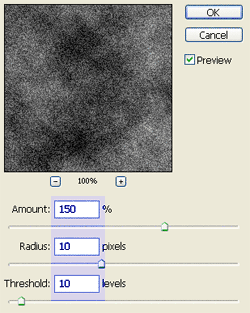 OK
Cancel
Preview
100%
Amount: 150 %
Radius: 10 pixels
Threshold: 10 levels